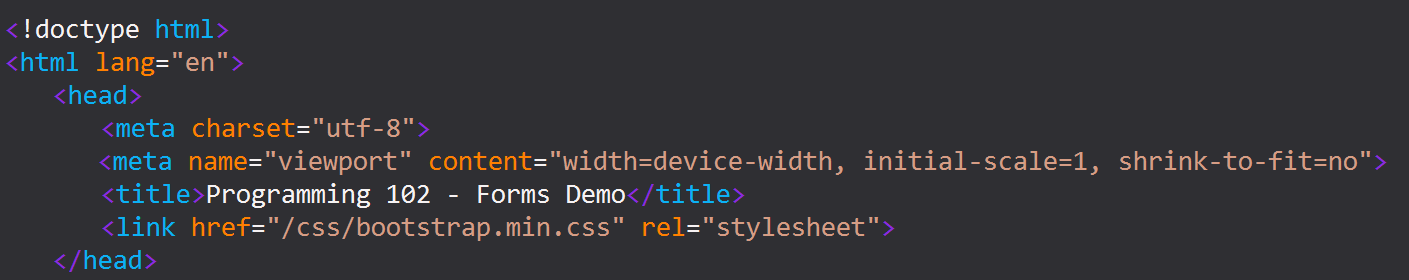 <!doctype html>
<html lang="en">
<head>
<meta charset="utf-8">
<meta name="viewport" content="width=device-width, initial-scale=1, shrink-to-fit=no">
<title>Programming 102 - Forms Demo</title>
<link href="/css/bootstrap.min.css" rel="stylesheet">
</head>